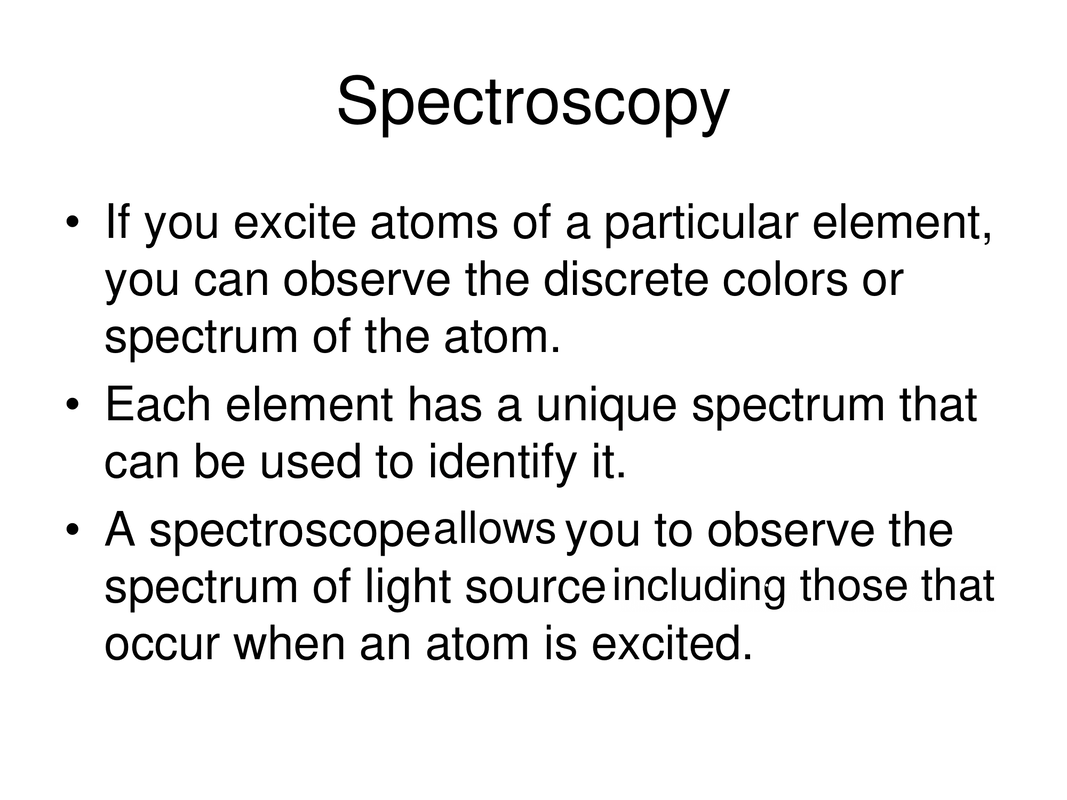 Spectroscopy
• If you excite atoms of a particular element,
you can observe the discrete colors or
spectrum of the atom.
• Each element has a unique spectrum that
can be used to identify it.
• A spectroscope allows you to observe the
spectrum of light source including those that
occur when an atom is excited.